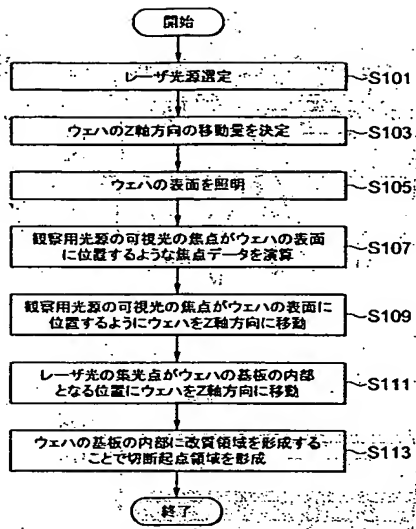 開始
レーザ光源選定
S101
ウェハのZ軸方向の移動量を決定
S103
ウェハの表面を照明
S105
観察用光源の可視光の焦点がウェハの表面
に位置するような焦点データを演算
S107
観察用光源の可視光の焦点がウェハの表面に
位置するようにウェハをZ軸方向に移動
S109
レーザ光の集光点がウェハの基板の内部
となる位置にウェハをZ軸方向に移動
S111
ウェハの基板の内部に改質領域を形成する
ことで切断起点領域を形成
S113
終了